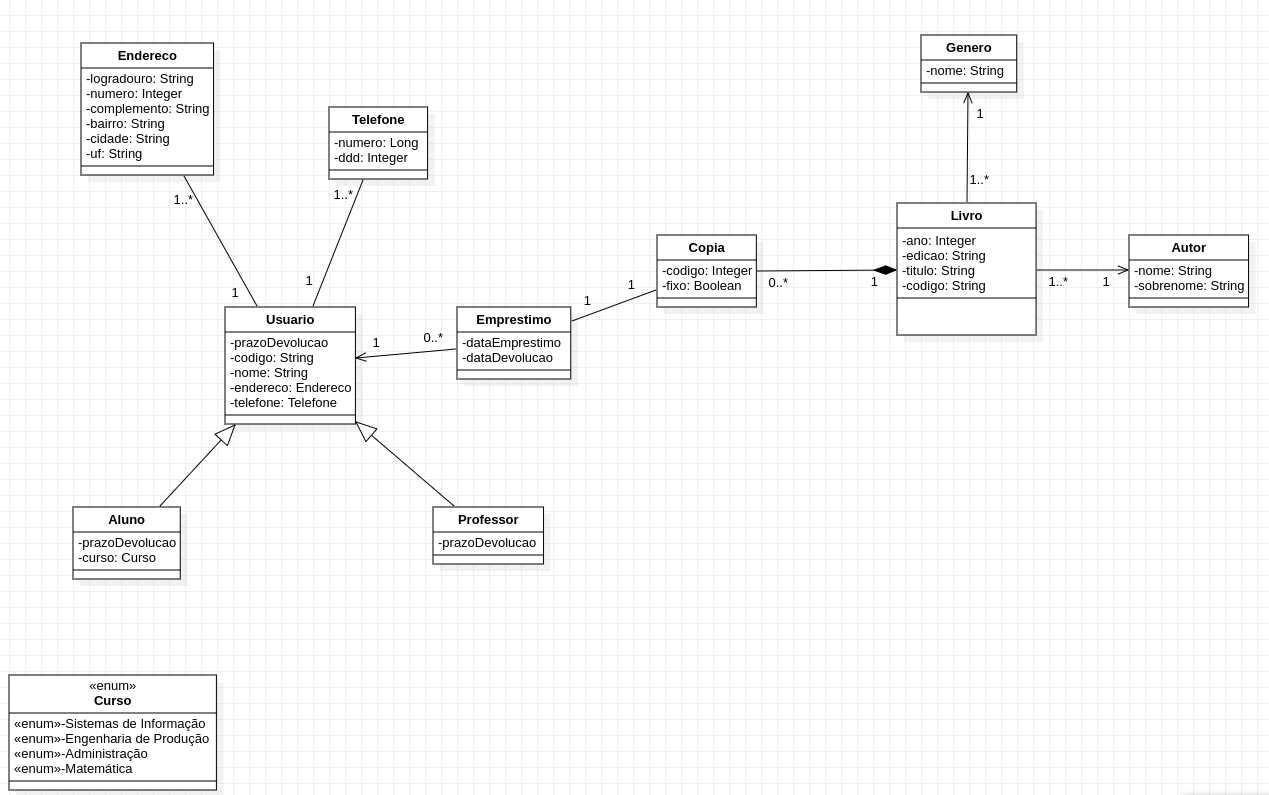 Endereco
-logradouro: String
-numero: Integer
-complemento: String
-bairro: String
-cidade: String
-uf: String
1..*
1
Telefone
-numero: Long
-ddd: Integer
1..*
1
Genero
-nome: String
1
1..*
Livro
-ano: Integer
-edicao: String
-titulo: String
-codigo: String
1..*
1
Autor
-nome: String
-sobrenome: String
Copia
-codigo: Integer
-fixo: Boolean
0..*
1
1
1
Emprestimo
-dataEmprestimo
-dataDevolucao
1
0..*
Usuario
-prazoDevolucao
-codigo: String
-nome: String
-endereco: Endereco
-telefone: Telefone
Aluno
-prazoDevolucao
-curso: Curso
Professor
-prazoDevolucao
«enum»
Curso
«enum»-Sistemas de Informação
«enum»-Engenharia de Produção
«enum»-Administração
«enum»-Matemática